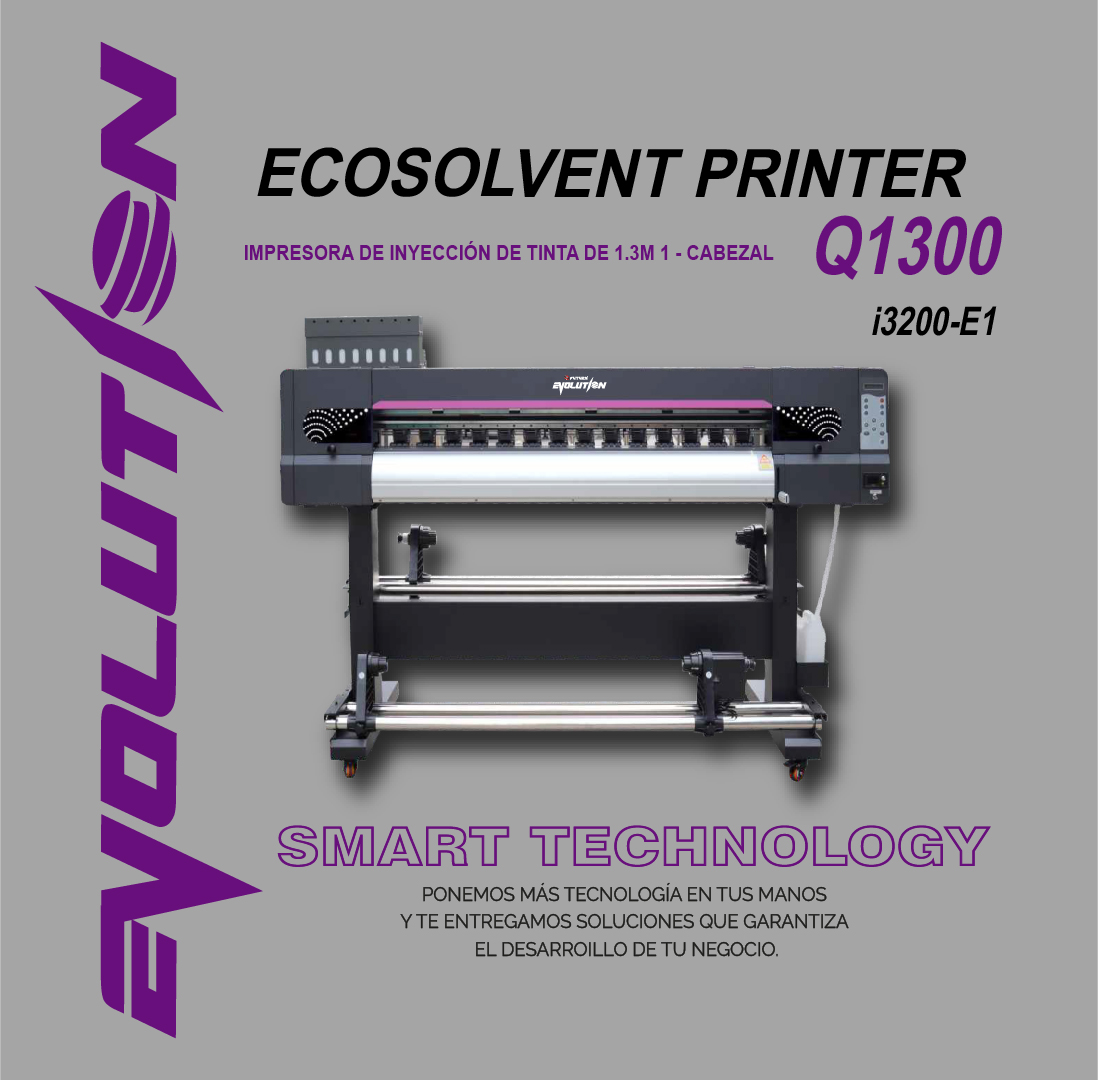 EVOLUTION
ECOSOLVENT PRINTER
IMPRESORA DE INYECCIÓN DE TINTA DE 1.3M 1 - CABEZAL
Q1300
i3200-E1
EVOLUTION
SMART TECHNOLOGY
PONEMOS MÁS TECNOLOGÍA EN TUS MANOS
Y TE ENTREGAMOS SOLUCIONES QUE GARANTIZA
EL DESARROILLO DE TU NEGOCIO.